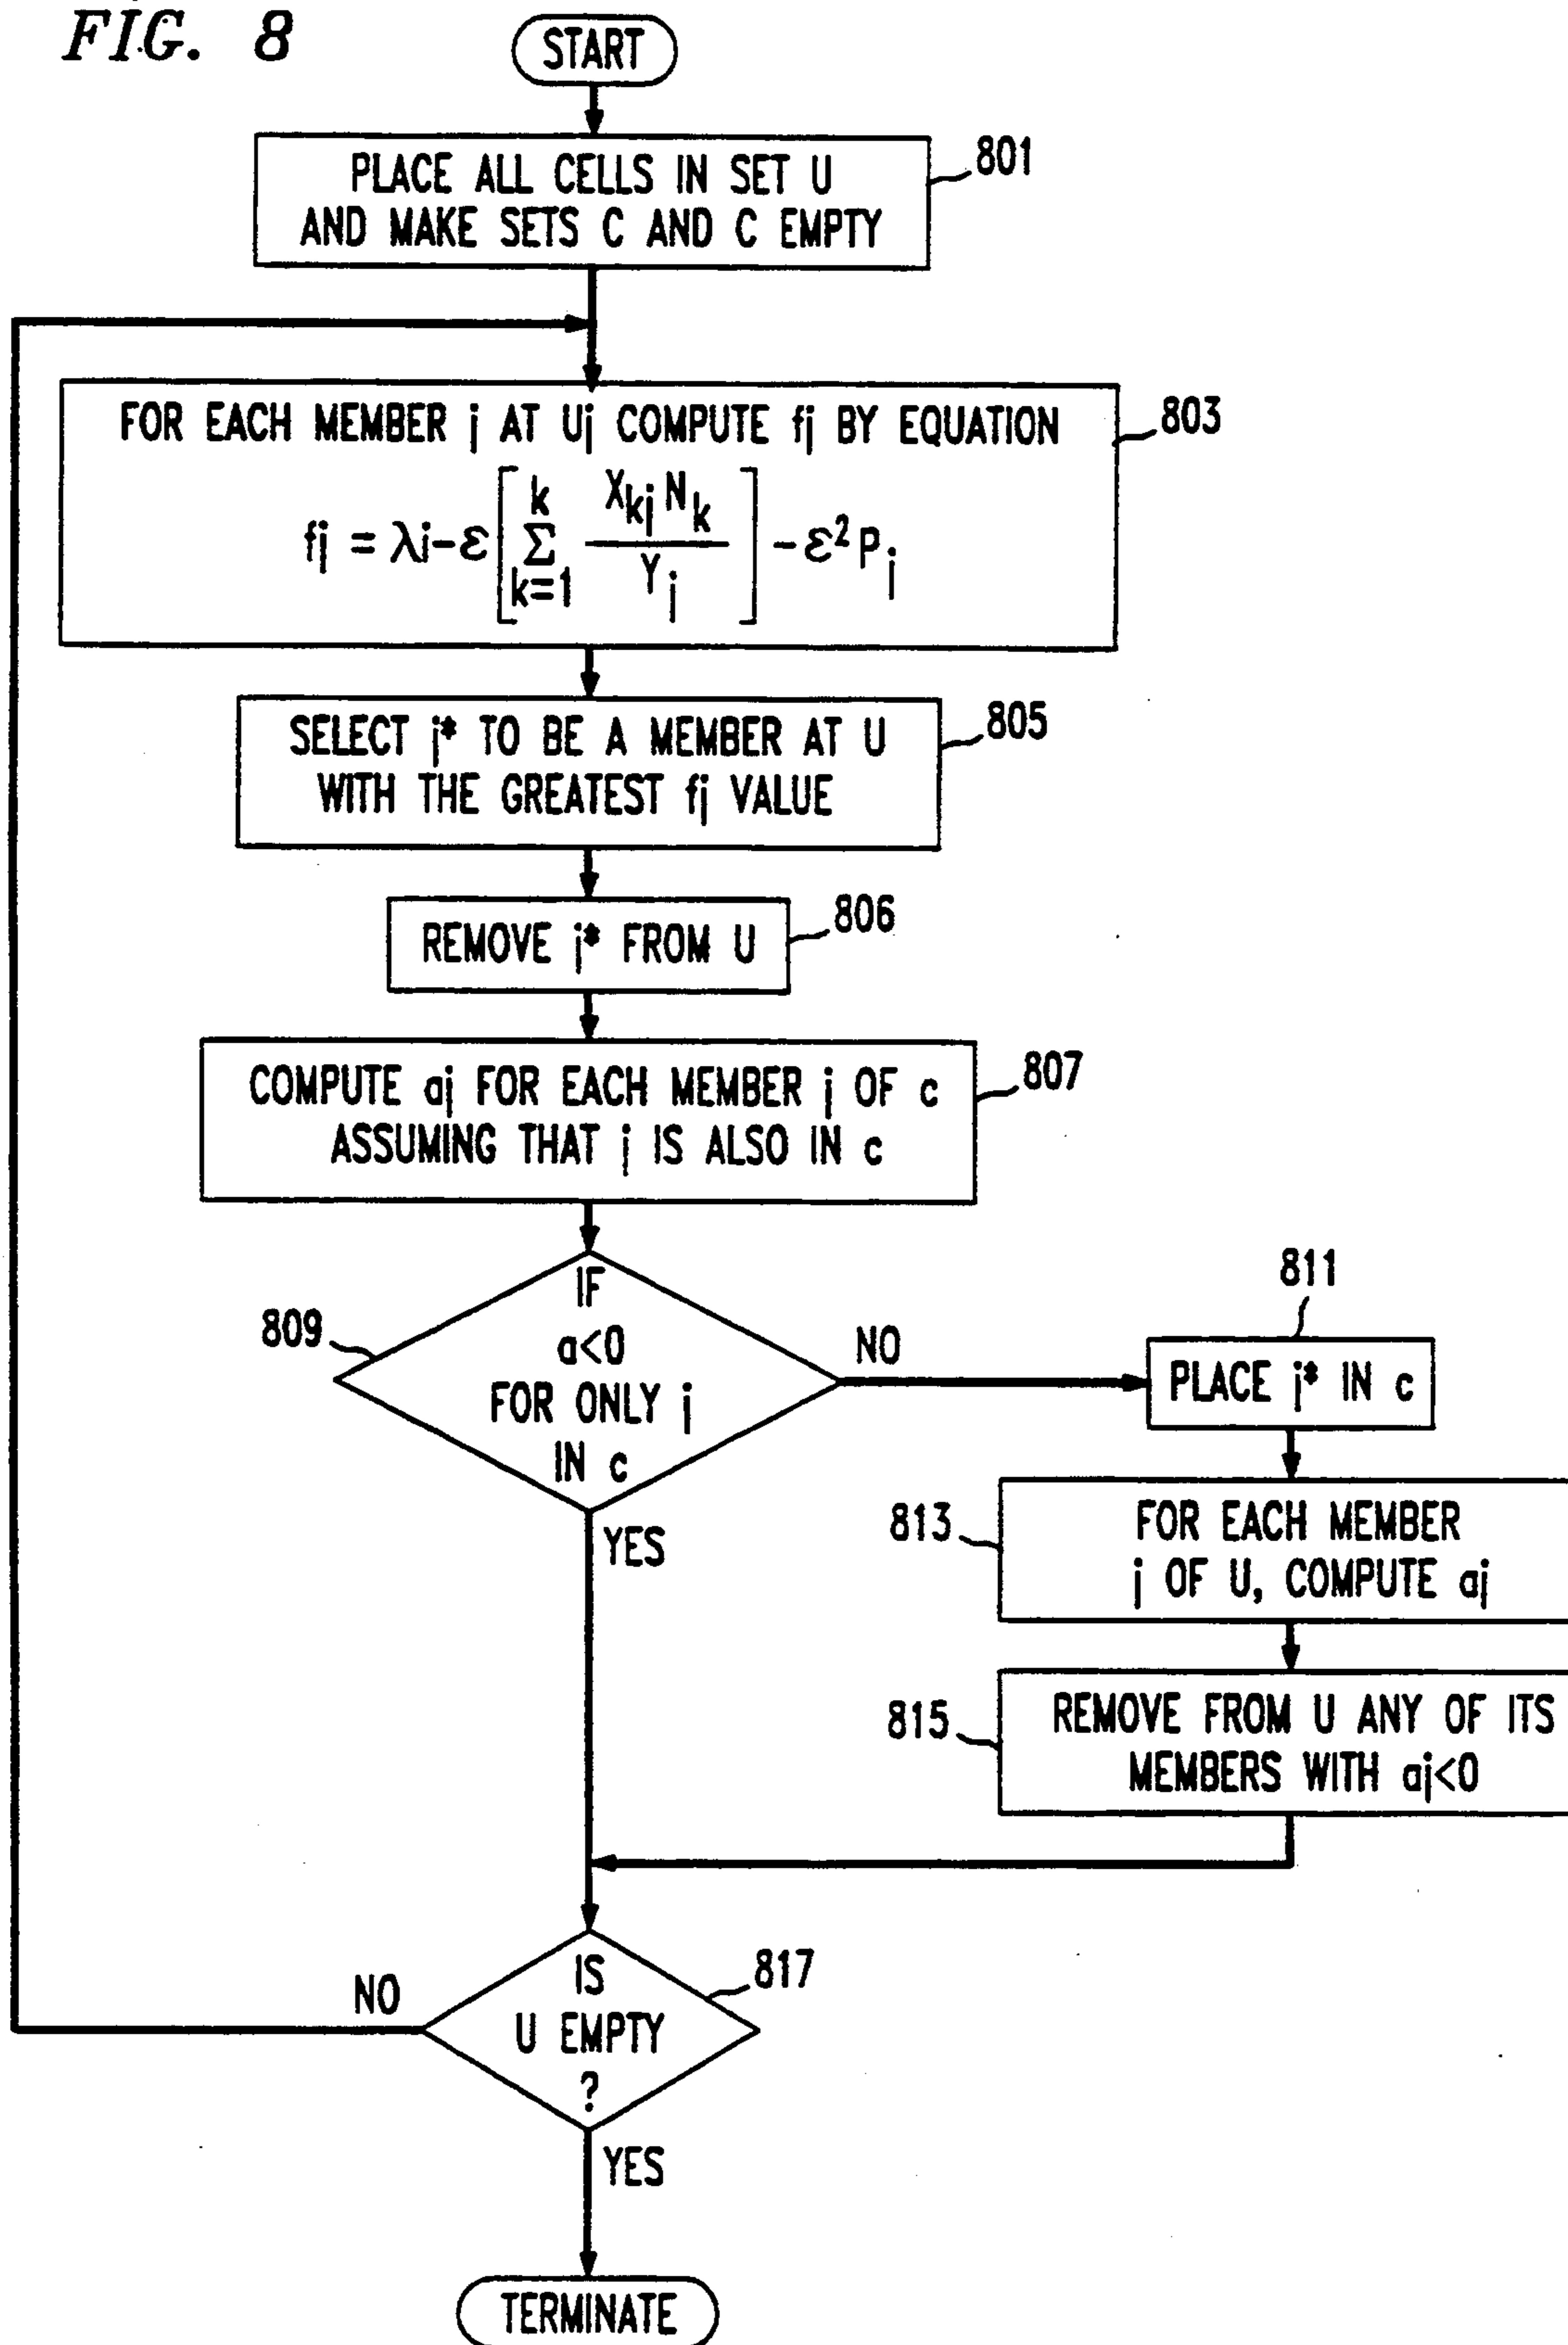 FIG. 8
START
PLACE ALL CELLS IN SET U
AND MAKE SETS C AND C EMPTY
801
FOR EACH MEMBER j AT Uj COMPUTE fj BY EQUATION
fj = λi-ε[ k Σ k=1 Xkj Nk / Yj ] -ε² Pj
803
SELECT j* TO BE A MEMBER AT U
WITH THE GREATEST fj VALUE
805
REMOVE j* FROM U
806
COMPUTE aj FOR EACH MEMBER j OF c
ASSUMING THAT j IS ALSO IN c
807
IF
a<0
FOR ONLY j
IN c
809
NO
YES
811
PLACE j* IN c
813
FOR EACH MEMBER
j OF U, COMPUTE aj
815
REMOVE FROM U ANY OF ITS
MEMBERS WITH aj<0
IS
U EMPTY
?
817
NO
YES
TERMINATE